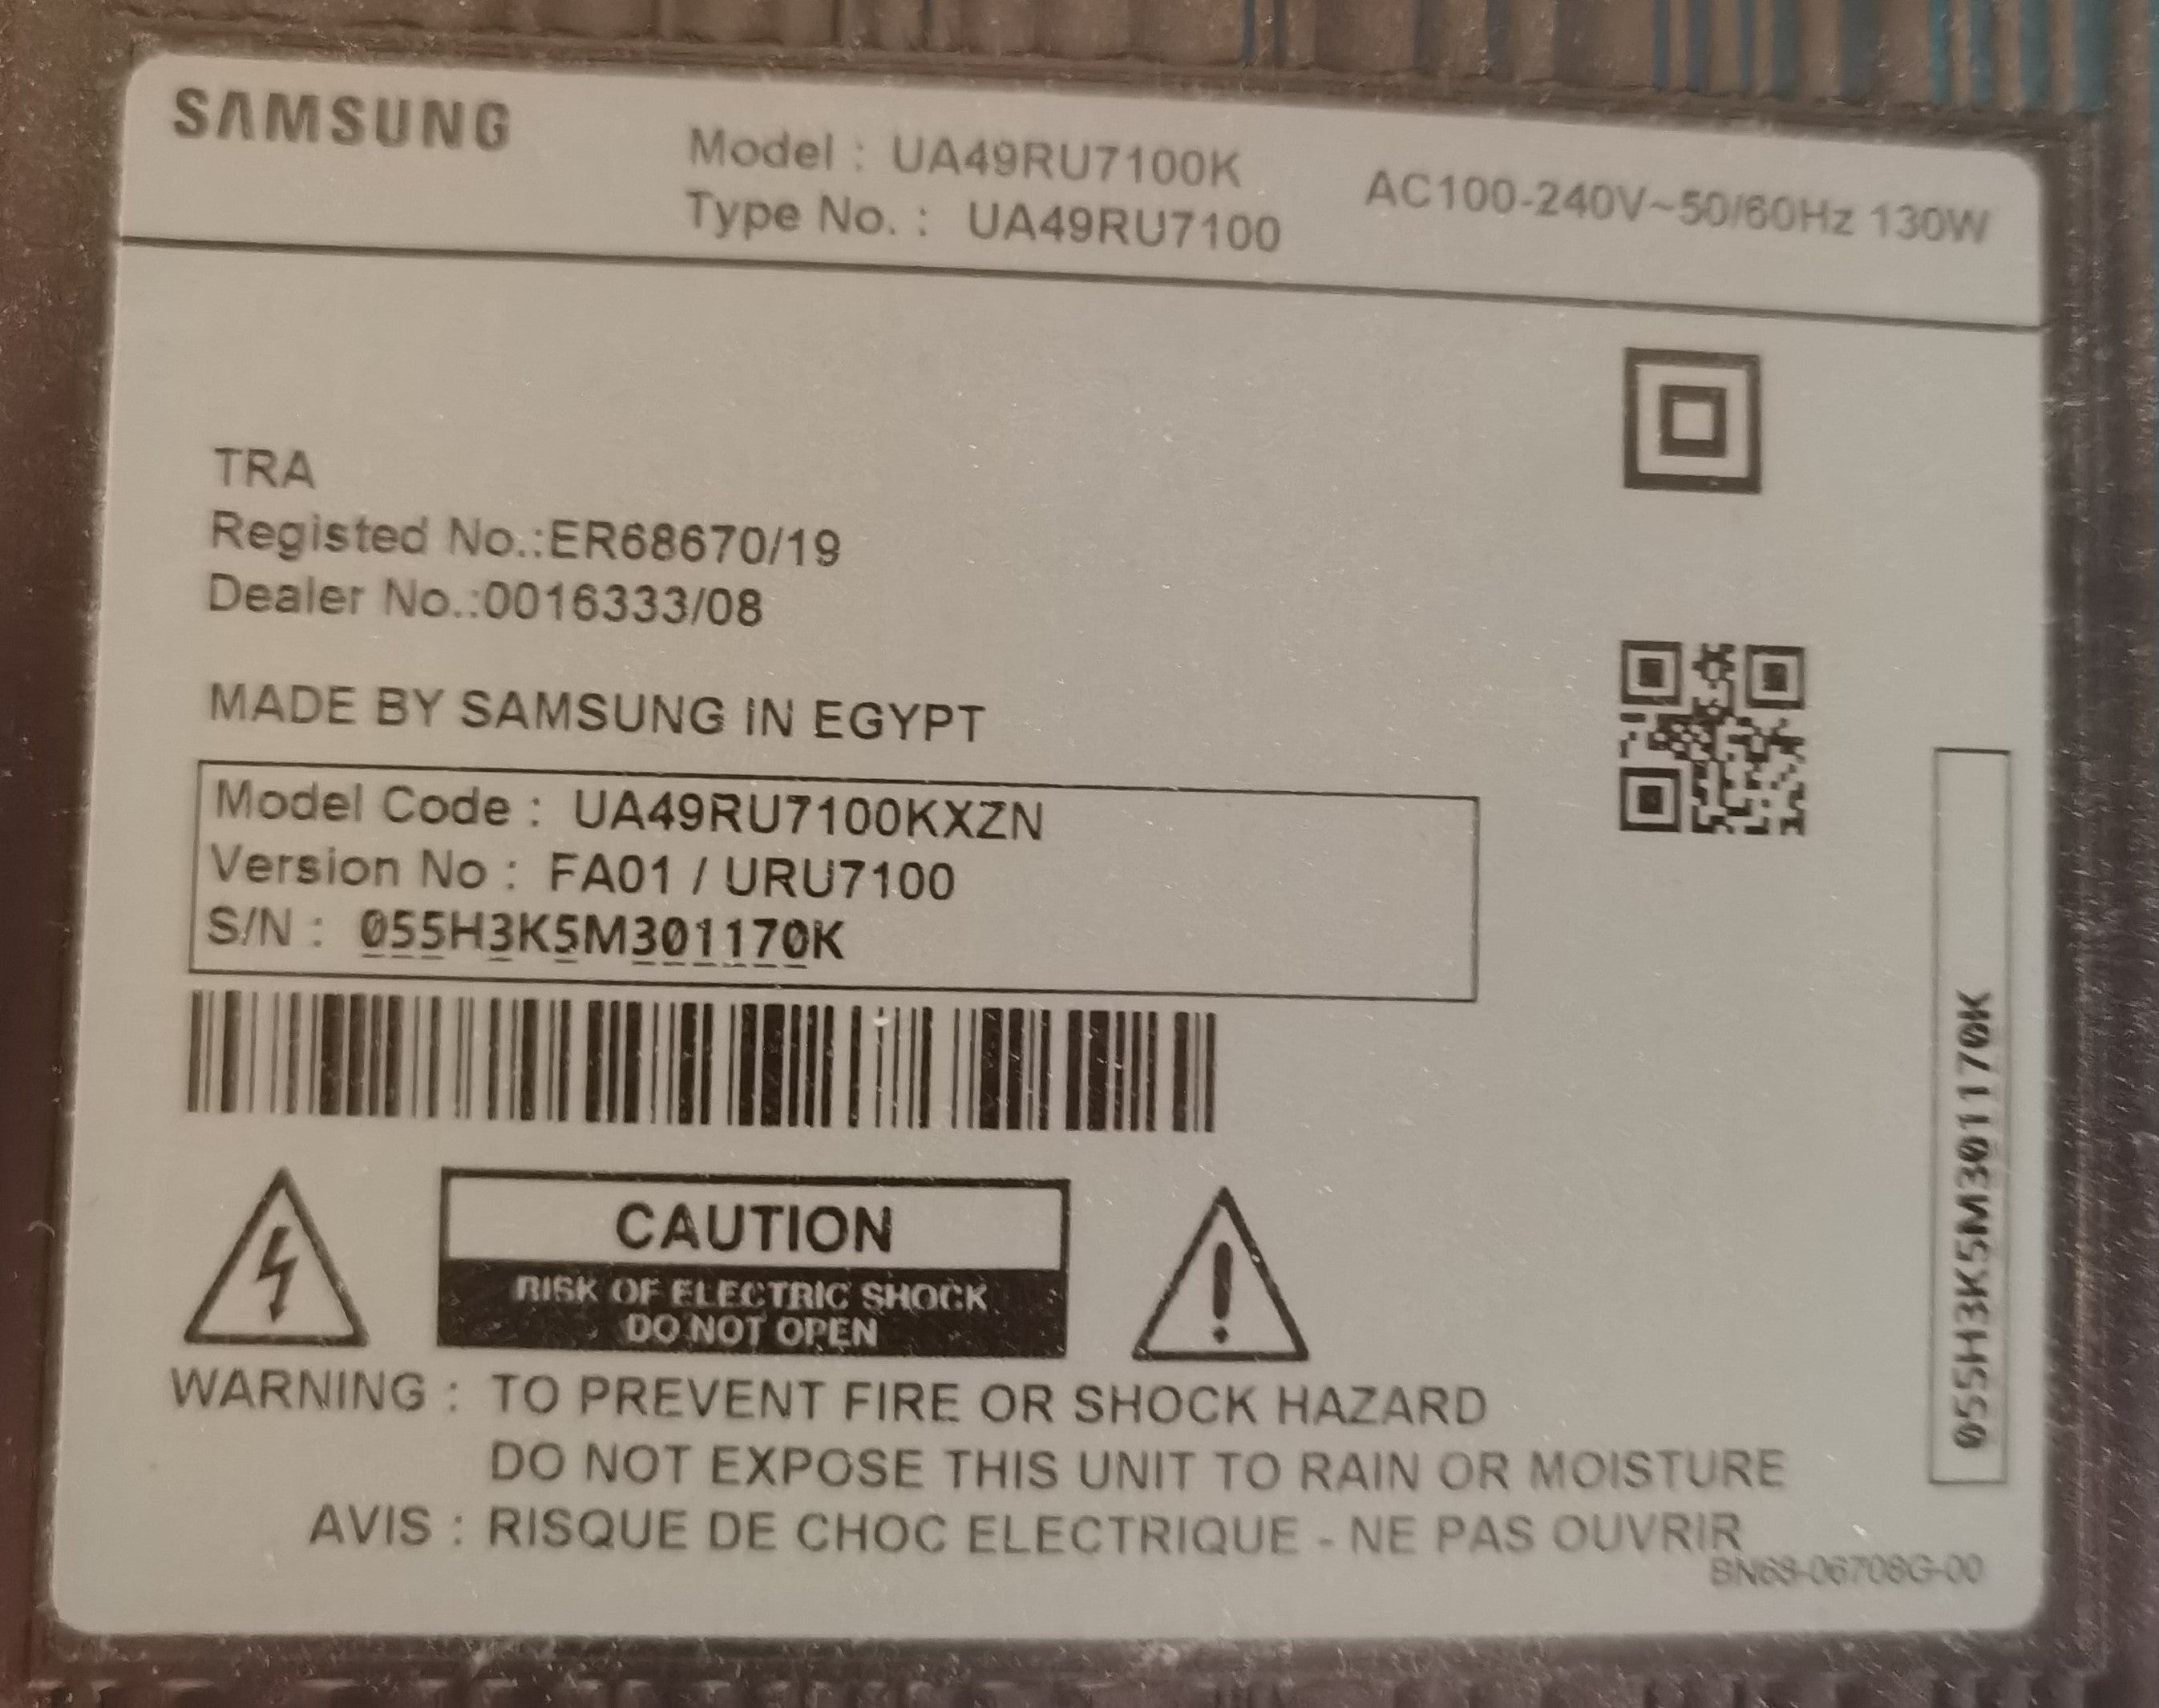 SAMSUNG
Model : UA49RU7100K
Type No. : UA49RU7100
AC100-240V~50/60Hz 130W
TRA
Registed No.:ER68670/19
Dealer No.:0016333/08
MADE BY SAMSUNG IN EGYPT
Model Code : UA49RU7100KXZN
Version No : FA01 / URU7100
S/N : 055H3K5M301170K
055H3K5M301170K
CAUTION
RISK OF ELECTRIC SHOCK
DO NOT OPEN
WARNING : TO PREVENT FIRE OR SHOCK HAZARD
DO NOT EXPOSE THIS UNIT TO RAIN OR MOISTURE
AVIS : RISQUE DE CHOC ELECTRIQUE - NE PAS OUVRIR
BN68-06708G-00